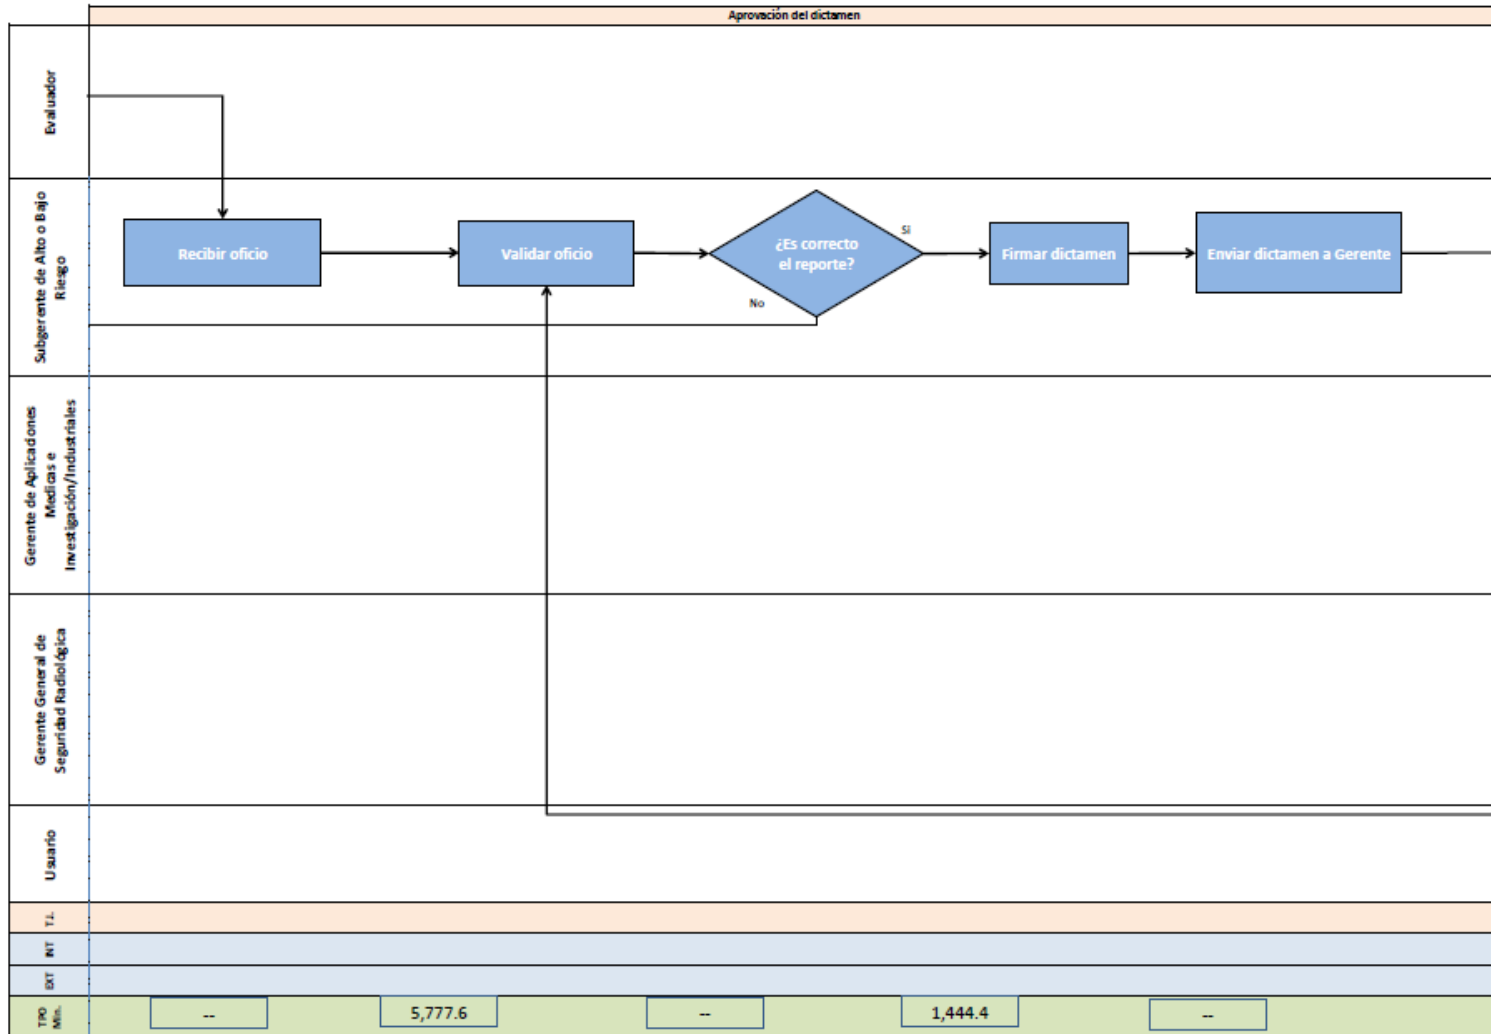 Aprovación del dictamen
Evaluador
Subgerente de Alto o Bajo
Riesgo
Recibir oficio
Validar oficio
¿Es correcto
el reporte?
Si
No
Firmar dictamen
Enviar dictamen a Gerente
Gerente de Aplicaciones
Medicas e
Investigación/Industriales
Gerente General de
Seguridad Radiológica
Usuario
T.I.
INT
EXT
TPO
Min.
--
5,777.6
--
1,444.4
--